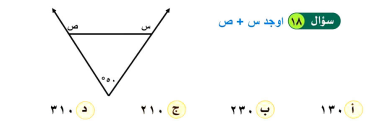 سؤال ١٨ اوجد س + ص
ص س
٥٠°
أ ١٣٠ ب ٢٣٠ ج ٢١٠ د ٣١٠